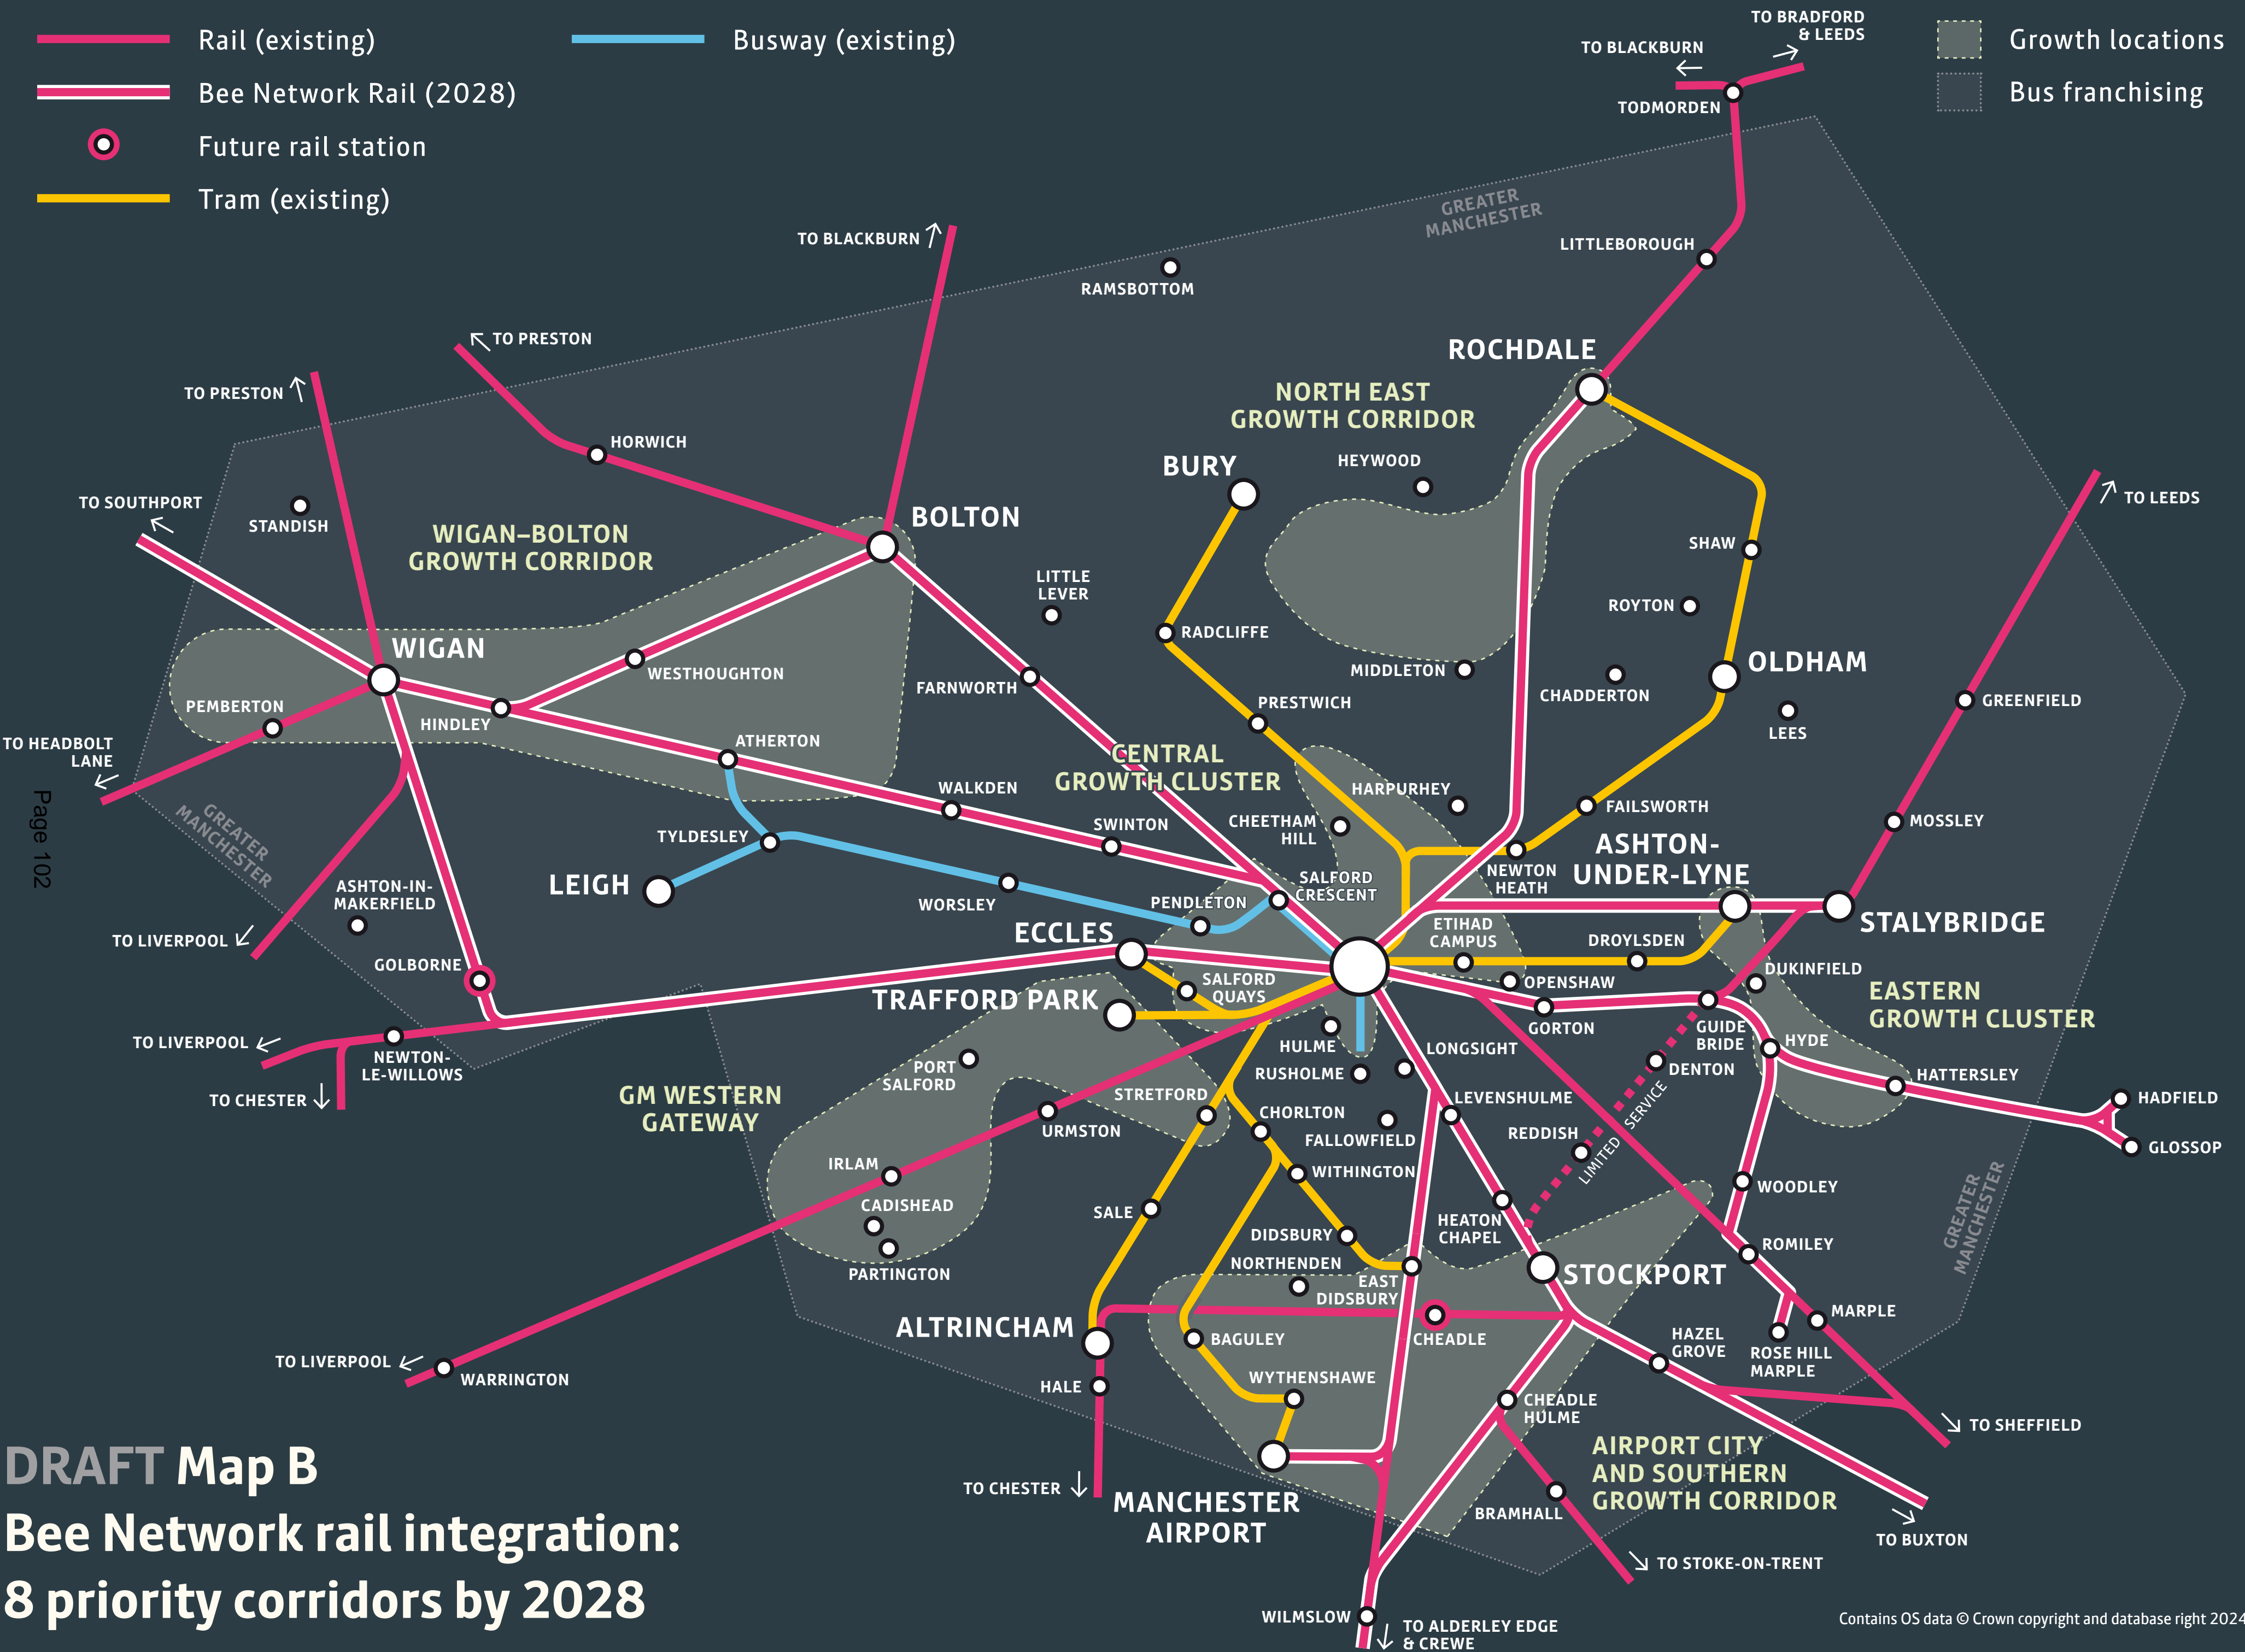 Rail (existing)
Bee Network Rail (2028)
Future rail station
Tram (existing)
Busway (existing)
Growth locations
Bus franchising
TO BRADFORD
& LEEDS
TO BLACKBURN
TODMORDEN
GREATER
MANCHESTER
LITTLEBOROUGH
TO BLACKBURN
RAMSBOTTOM
TO PRESTON
TO PRESTON
ROCHDALE
NORTH EAST
GROWTH CORRIDOR
HORWICH
BURY
HEYWOOD
TO SOUTHPORT
STANDISH
WIGAN–BOLTON
GROWTH CORRIDOR
BOLTON
TO LEEDS
SHAW
LITTLE
LEVER
ROYTON
RADCLIFFE
WIGAN
WESTHOUGHTON
FARNWORTH
MIDDLETON
CHADDERTON
OLDHAM
PEMBERTON
HINDLEY
PRESTWICH
LEES
GREENFIELD
TO HEADBOLT
LANE
ATHERTON
CENTRAL
GROWTH CLUSTER
WALKDEN
HARPURHEY
FAILSWORTH
Page 102
GREATER
MANCHESTER
TYLDESLEY
SWINTON
CHEETHAM
HILL
MOSSLEY
ASHTON-
UNDER-LYNE
NEWTON
HEATH
LEIGH
ASHTON-IN-
MAKERFIELD
WORSLEY
PENDLETON
SALFORD
CRESCENT
STALYBRIDGE
TO LIVERPOOL
ECCLES
ETIHAD
CAMPUS
DROYLSDEN
GOLBORNE
SALFORD
QUAYS
OPENSHAW
DUKINFIELD
TRAFFORD PARK
EASTERN
GROWTH CLUSTER
GORTON
GUIDE
BRIDGE
HYDE
TO LIVERPOOL
NEWTON-
LE-WILLOWS
TO CHESTER
HULME
RUSHOLME
LONGSIGHT
DENTON
HATTERSLEY
PORT
SALFORD
GM WESTERN
GATEWAY
STRETFORD
LEVENSHULME
HADFIELD
URMSTON
CHORLTON
FALLOWFIELD
REDDISH
LIMITED SERVICE
GLOSSOP
IRLAM
WITHINGTON
WOODLEY
CADISHEAD
SALE
HEATON
CHAPEL
GREATER
MANCHESTER
PARTINGTON
DIDSBURY
ROMILEY
NORTHENDEN
EAST
DIDSBURY
STOCKPORT
ALTRINCHAM
BAGULEY
CHEADLE
MARPLE
HAZEL
GROVE
ROSE HILL
MARPLE
TO LIVERPOOL
WARRINGTON
HALE
WYTHENSHAWE
CHEADLE
HULME
TO SHEFFIELD
AIRPORT CITY
AND SOUTHERN
GROWTH CORRIDOR
TO CHESTER
MANCHESTER
AIRPORT
BRAMHALL
TO BUXTON
TO STOKE-ON-TRENT
WILMSLOW
TO ALDERLEY EDGE
& CREWE
DRAFT Map B
Bee Network rail integration:
8 priority corridors by 2028
Contains OS data © Crown copyright and database right 2024